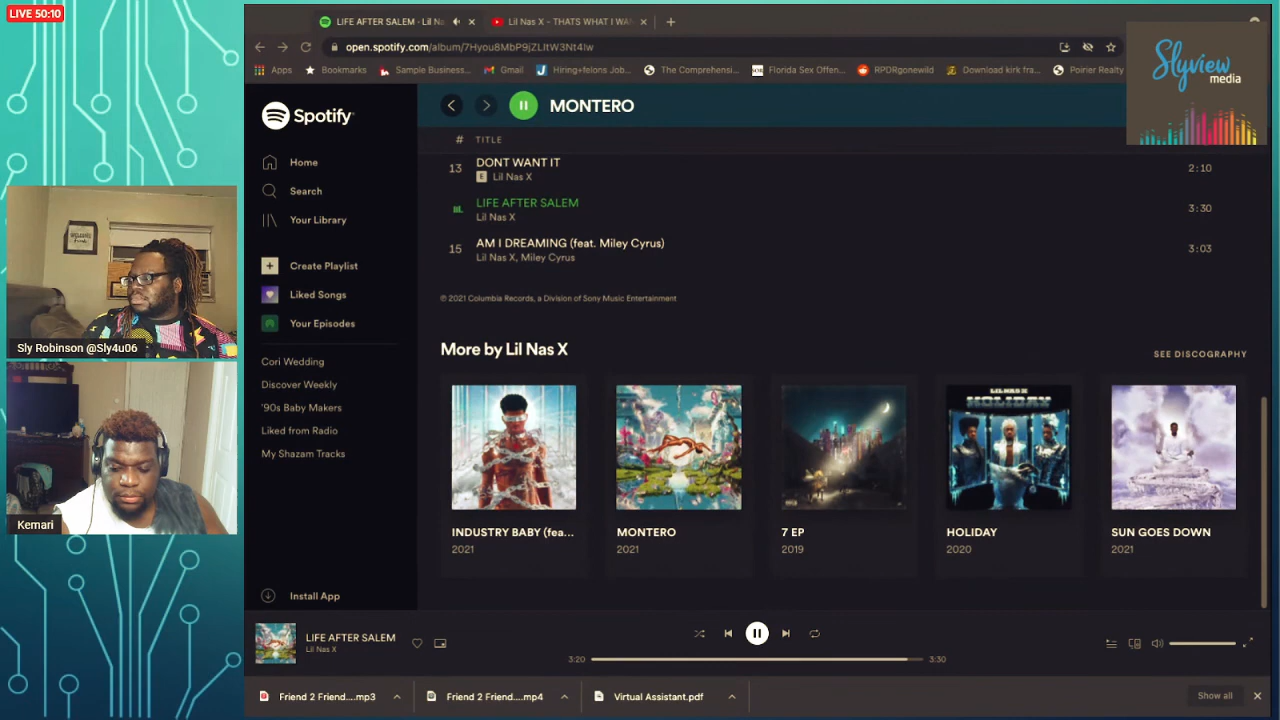 LIVE 50:10
LIFE AFTER SALEM · Lil Na
Lil Nas X - THATS WHAT I WAN
open.spotify.com/album/7Hyou8MbP9jZLItW3Nt4Iw
Apps
Bookmarks
Sample Business...
Gmail
Hiring+felons Job...
The Comprehensi...
Florida Sex Offen...
RPDRgonewild
Download kirk fra...
Poirier Realty
Slyview
media
Spotify
MONTERO
# TITLE
Home
Search
Your Library
Create Playlist
Liked Songs
Your Episodes
Cori Wedding
Discover Weekly
'90s Baby Makers
Liked from Radio
My Shazam Tracks
Install App
13 DONT WANT IT 2:10
E Lil Nas X
LIFE AFTER SALEM 3:30
Lil Nas X
15 AM I DREAMING (feat. Miley Cyrus) 3:03
Lil Nas X, Miley Cyrus
© 2021 Columbia Records, a Division of Sony Music Entertainment
More by Lil Nas X
SEE DISCOGRAPHY
LIL NAS X
HOLIDAY
INDUSTRY BABY (fea...
2021
MONTERO
2021
7 EP
2019
HOLIDAY
2020
SUN GOES DOWN
2021
Sly Robinson @Sly4u06
Kemari
LIFE AFTER SALEM
Lil Nas X
3:20
3:30
Friend 2 Friend....mp3
Friend 2 Friend....mp4
Virtual Assistant.pdf
Show all